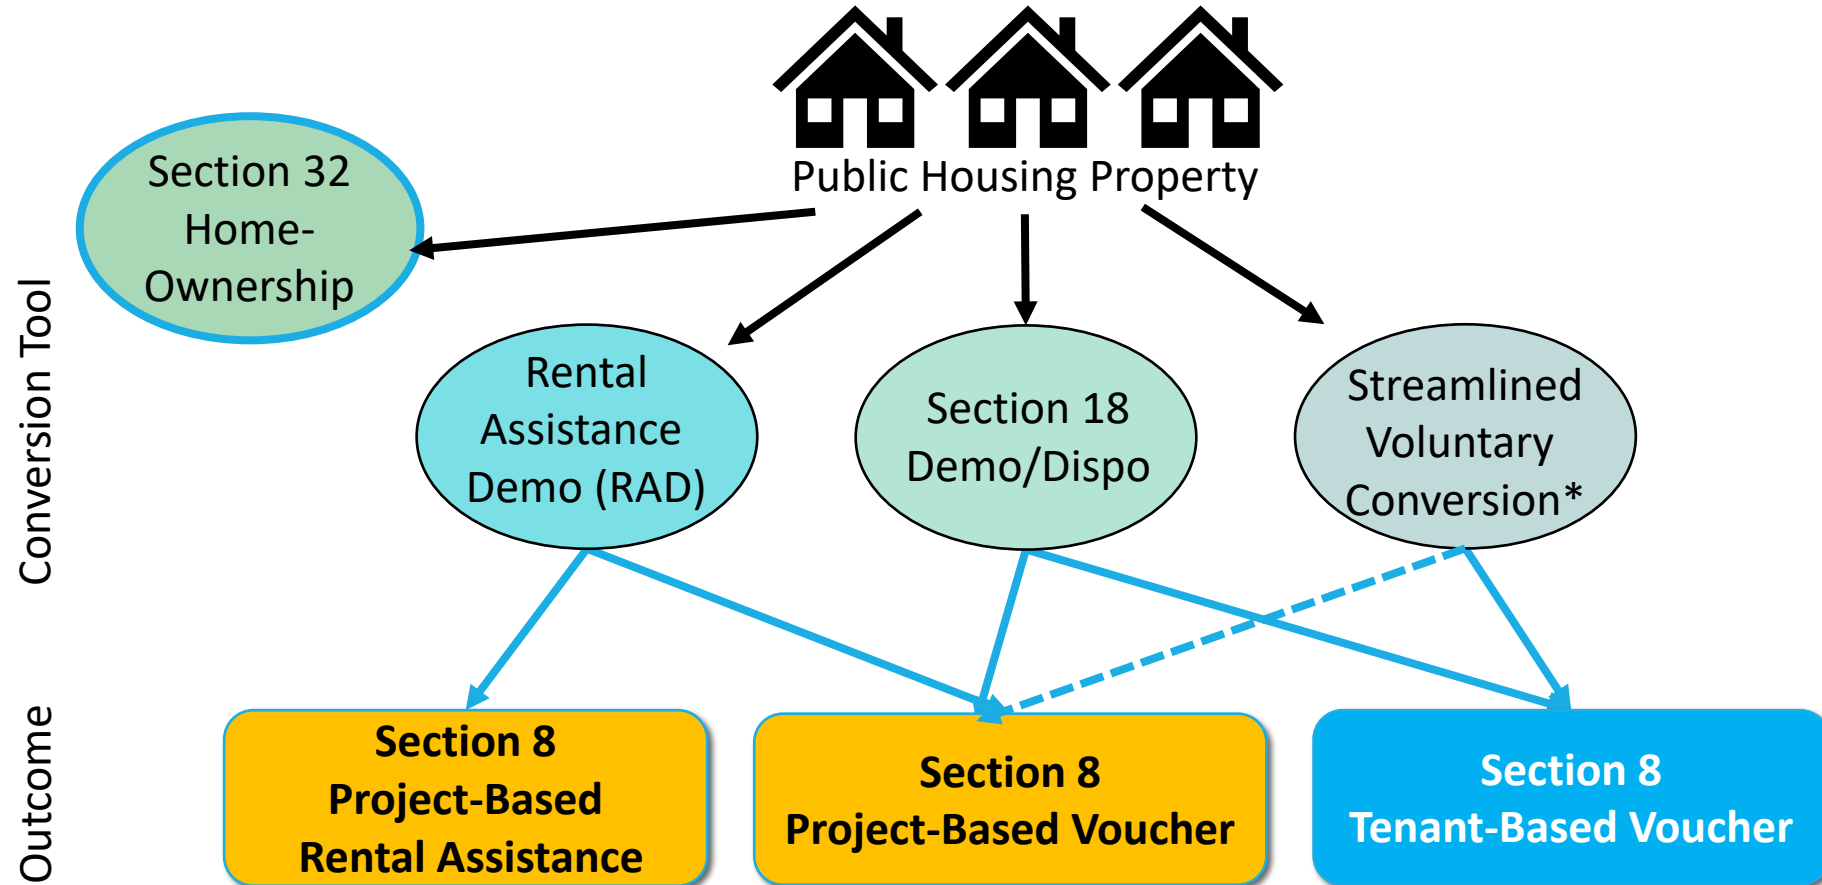 Public Housing Property
Section 32
Home-
Ownership
Conversion Tool
Rental
Assistance
Demo (RAD)
Section 18
Demo/Dispo
Streamlined
Voluntary
Conversion*
Outcome
Section 8
Project-Based
Rental Assistance
Section 8
Project-Based Voucher
Section 8
Tenant-Based Voucher